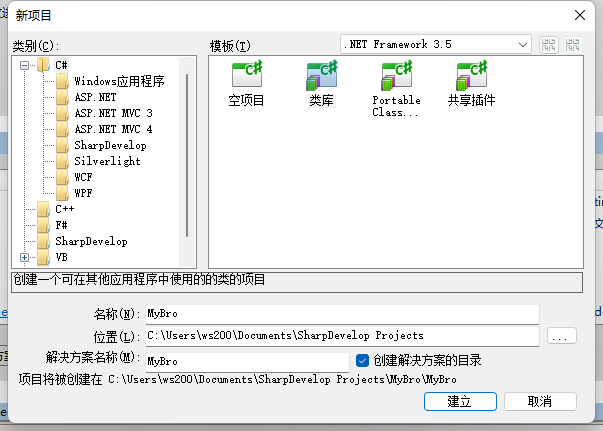 新项目
类别(C):
模板(T)
.NET Framework 3.5
C#
Windows应用程序
ASP.NET
ASP.NET MVC 3
ASP.NET MVC 4
SharpDevelop
Silverlight
WCF
WPF
C++
F#
SharpDevelop
VB
空项目
类库
Portable
Class...
共享插件
创建一个可在其他应用程序中使用的的类的项目
名称(N): MyBro
位置(L): C:\Users\ws200\Documents\SharpDevelop Projects
...
解决方案名称(M): MyBro
创建解决方案的目录
项目将被创建在 C:\Users\ws200\Documents\SharpDevelop Projects\MyBro\MyBro
建立
取消